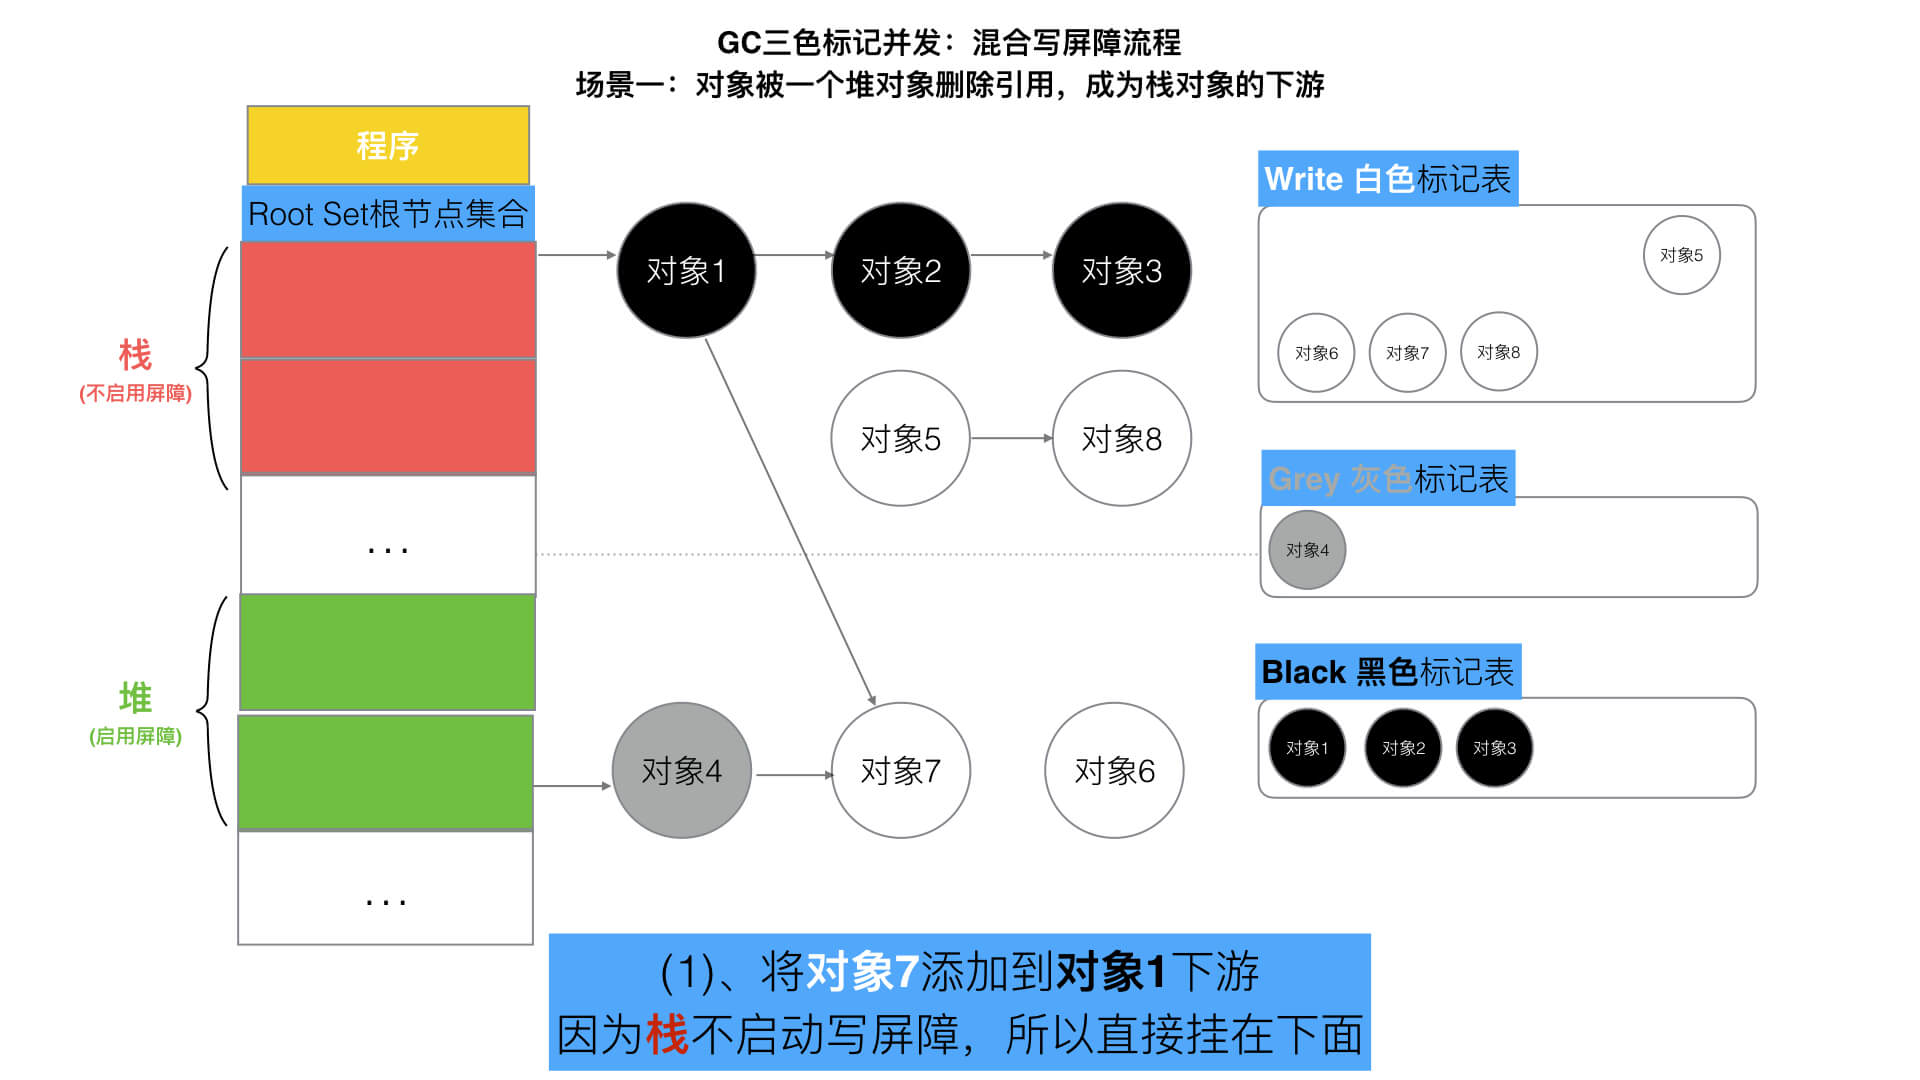 GC三色标记并发：混合写屏障流程
场景一：对象被一个堆对象删除引用，成为栈对象的下游
程序
Root Set根节点集合
栈
(不启用屏障)
...
堆
(启用屏障)
...
对象1
对象2
对象3
对象5
对象8
对象4
对象7
对象6
Write 白色标记表
对象5
对象6
对象7
对象8
Grey 灰色标记表
对象4
Black 黑色标记表
对象1
对象2
对象3
(1)、将对象7添加到对象1下游
因为栈不启动写屏障，所以直接挂在下面